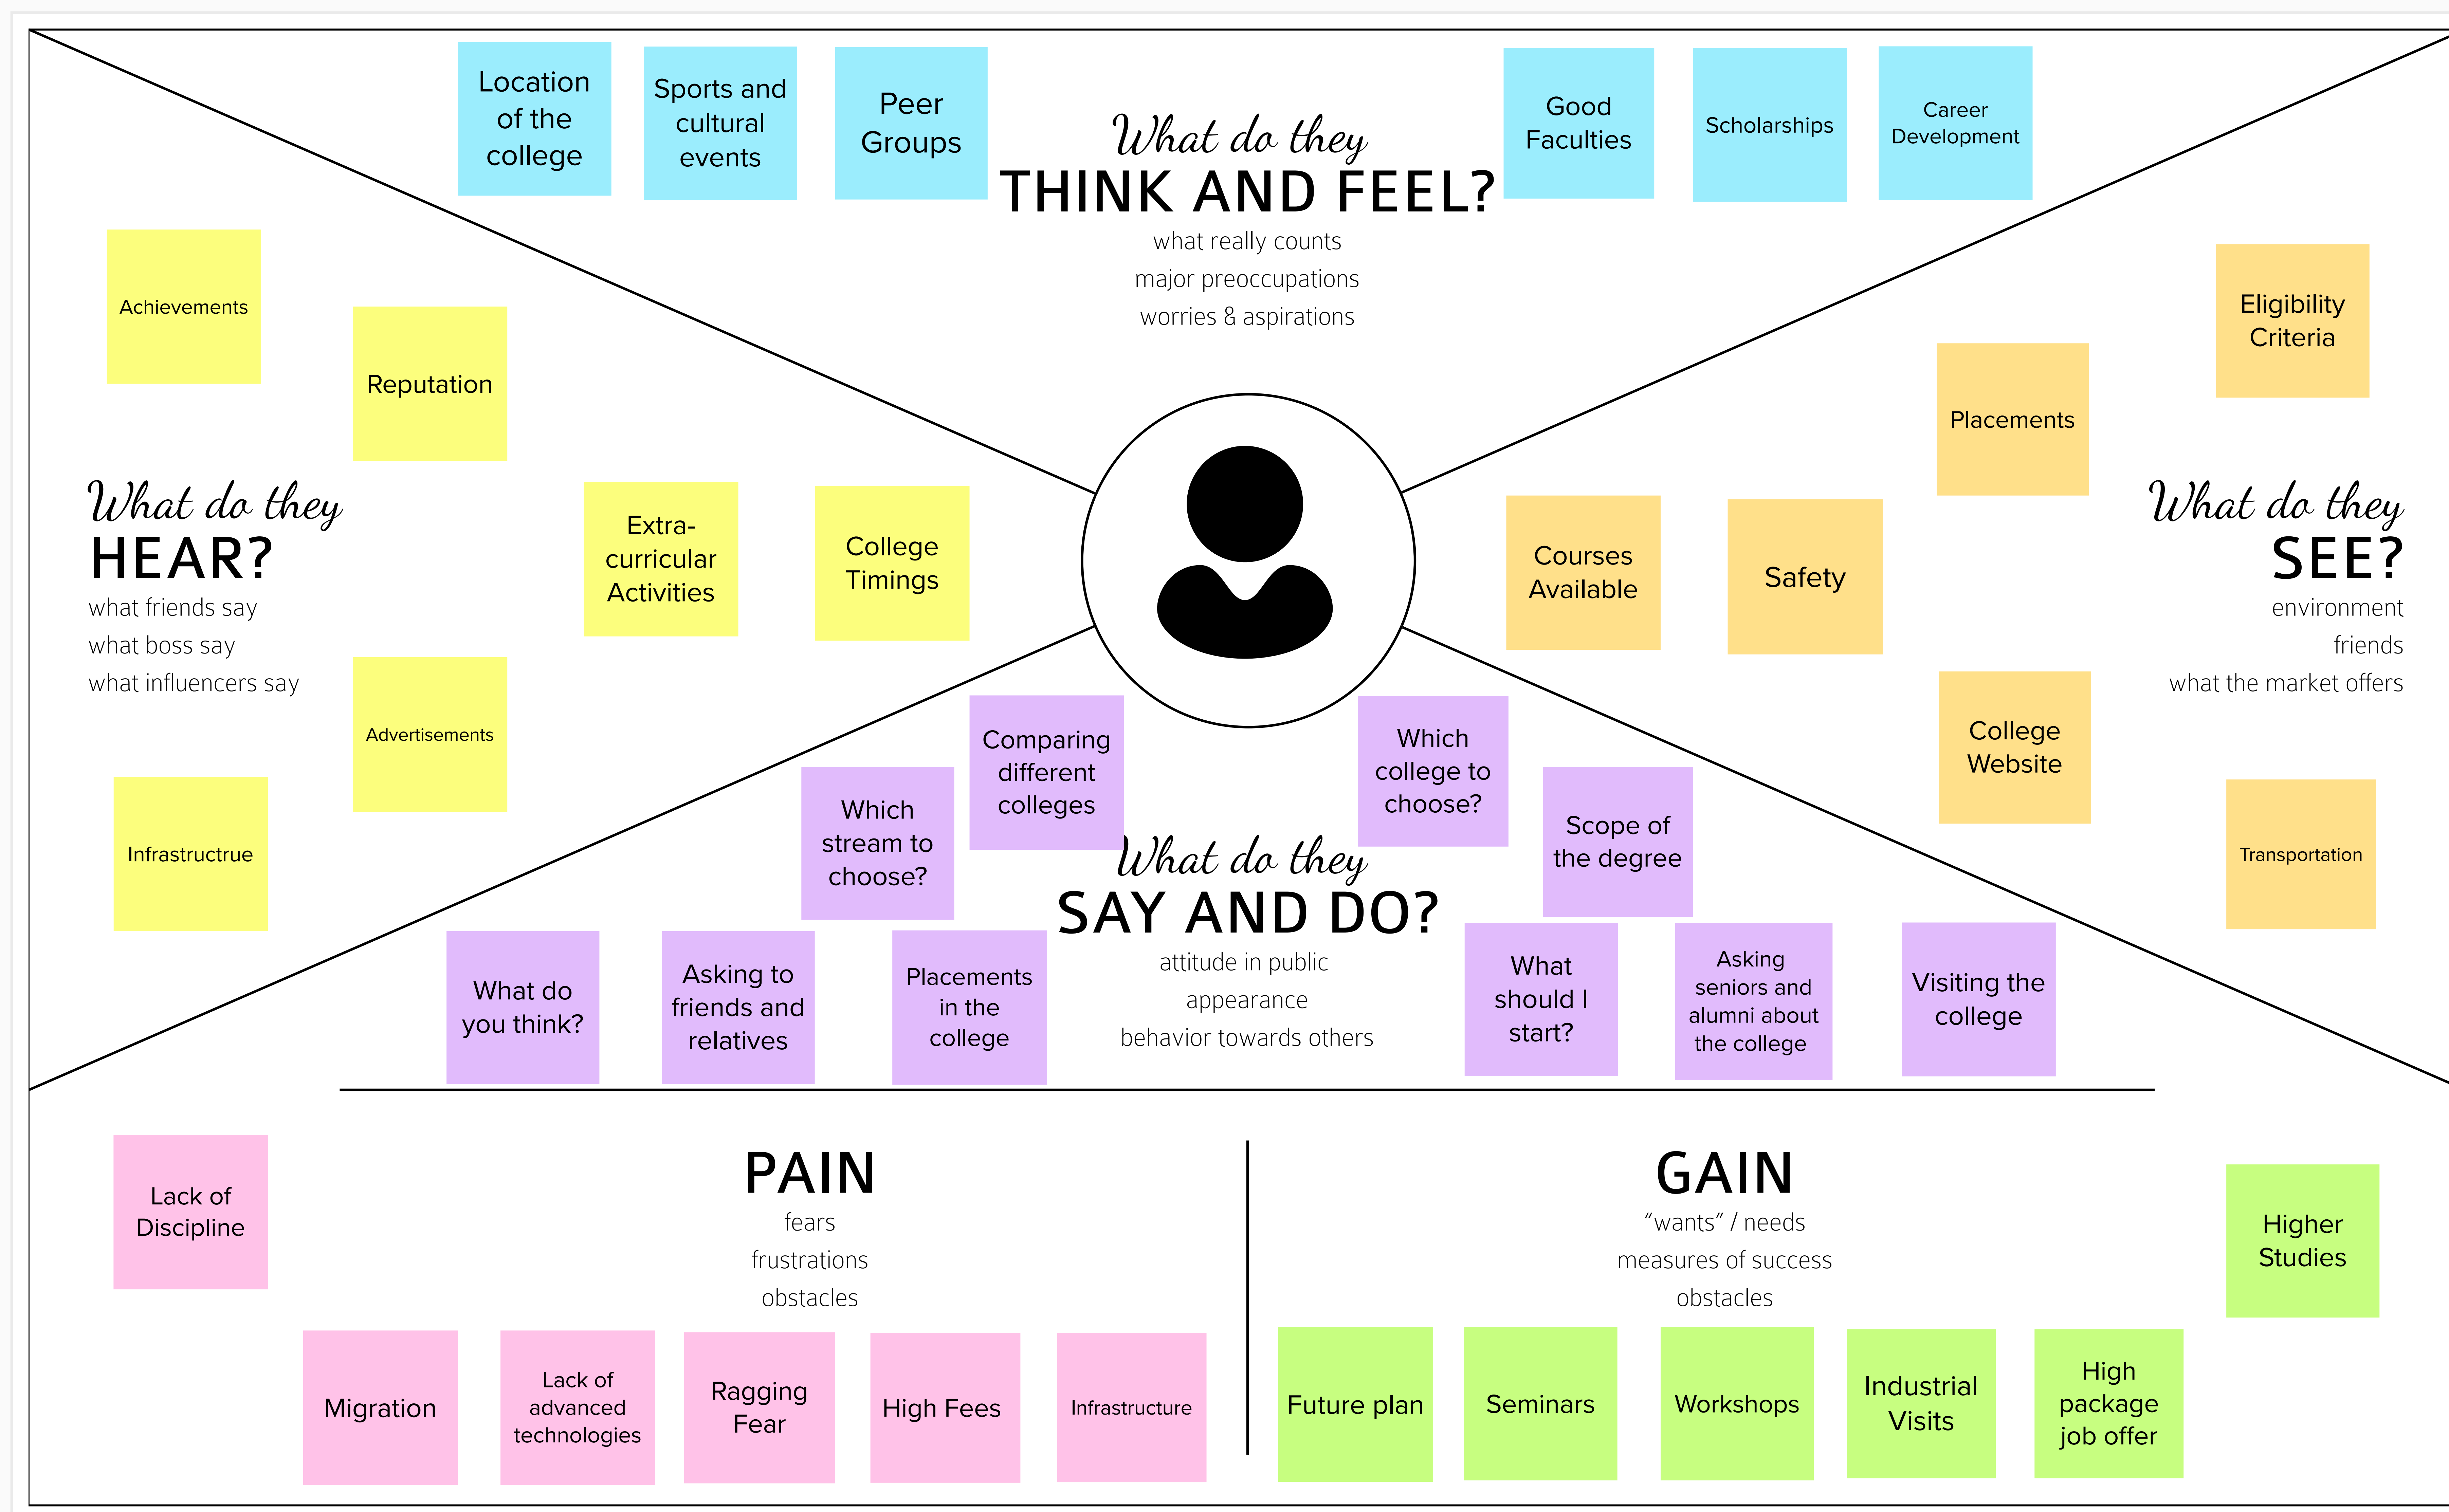 Location
of the
college
Sports and
cultural
events
Peer
Groups
What do they
THINK AND FEEL?
what really counts
major preoccupations
worries & aspirations
Good
Faculties
Scholarships
Career
Development
Achievements
Reputation
What do they
HEAR?
what friends say
what boss say
what influencers say
Extra-
curricular
Activities
College
Timings
Advertisements
Infrastructrue
Eligibility
Criteria
Placements
Courses
Available
Safety
What do they
SEE?
environment
friends
what the market offers
College
Website
Transportation
Comparing
different
colleges
Which
stream to
choose?
Which
college to
choose?
Scope of
the degree
What do they
SAY AND DO?
attitude in public
appearance
behavior towards others
What do
you think?
Asking to
friends and
relatives
Placements
in the
college
What
should I
start?
Asking
seniors and
alumni about
the college
Visiting the
college
PAIN
fears
frustrations
obstacles
Lack of
Discipline
Migration
Lack of
advanced
technologies
Ragging
Fear
High Fees
Infrastructure
GAIN
“wants” / needs
measures of success
obstacles
Higher
Studies
Future plan
Seminars
Workshops
Industrial
Visits
High
package
job offer